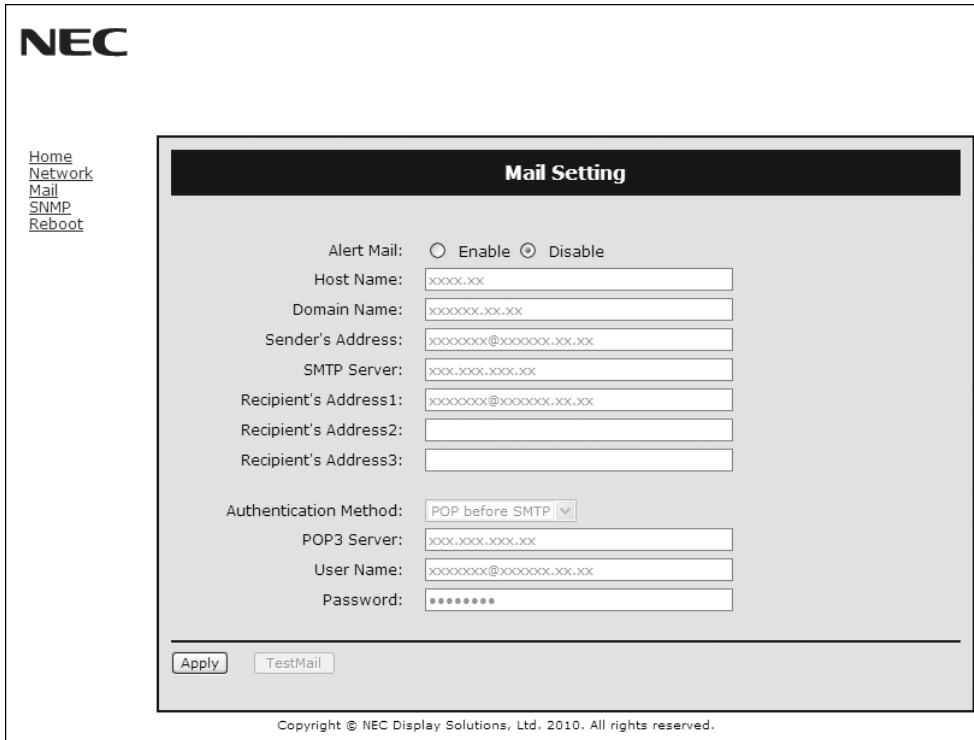 NEC
Home
Network
Mail
SNMP
Reboot
Mail Setting
Alert Mail: Enable Disable
Host Name: xxxx.xx
Domain Name: xxxxxx.xx.xx
Sender's Address: xxxxxxx@xxxxxx.xx.xx
SMTP Server: xxx.xxx.xxx.xx
Recipient's Address1: xxxxxxx@xxxxxx.xx.xx
Recipient's Address2:
Recipient's Address3:
Authentication Method: POP before SMTP
POP3 Server: xxx.xxx.xxx.xx
User Name: xxxxxxx@xxxxxx.xx.xx
Password: ●●●●●●●●
Apply TestMail
Copyright © NEC Display Solutions, Ltd. 2010. All rights reserved.